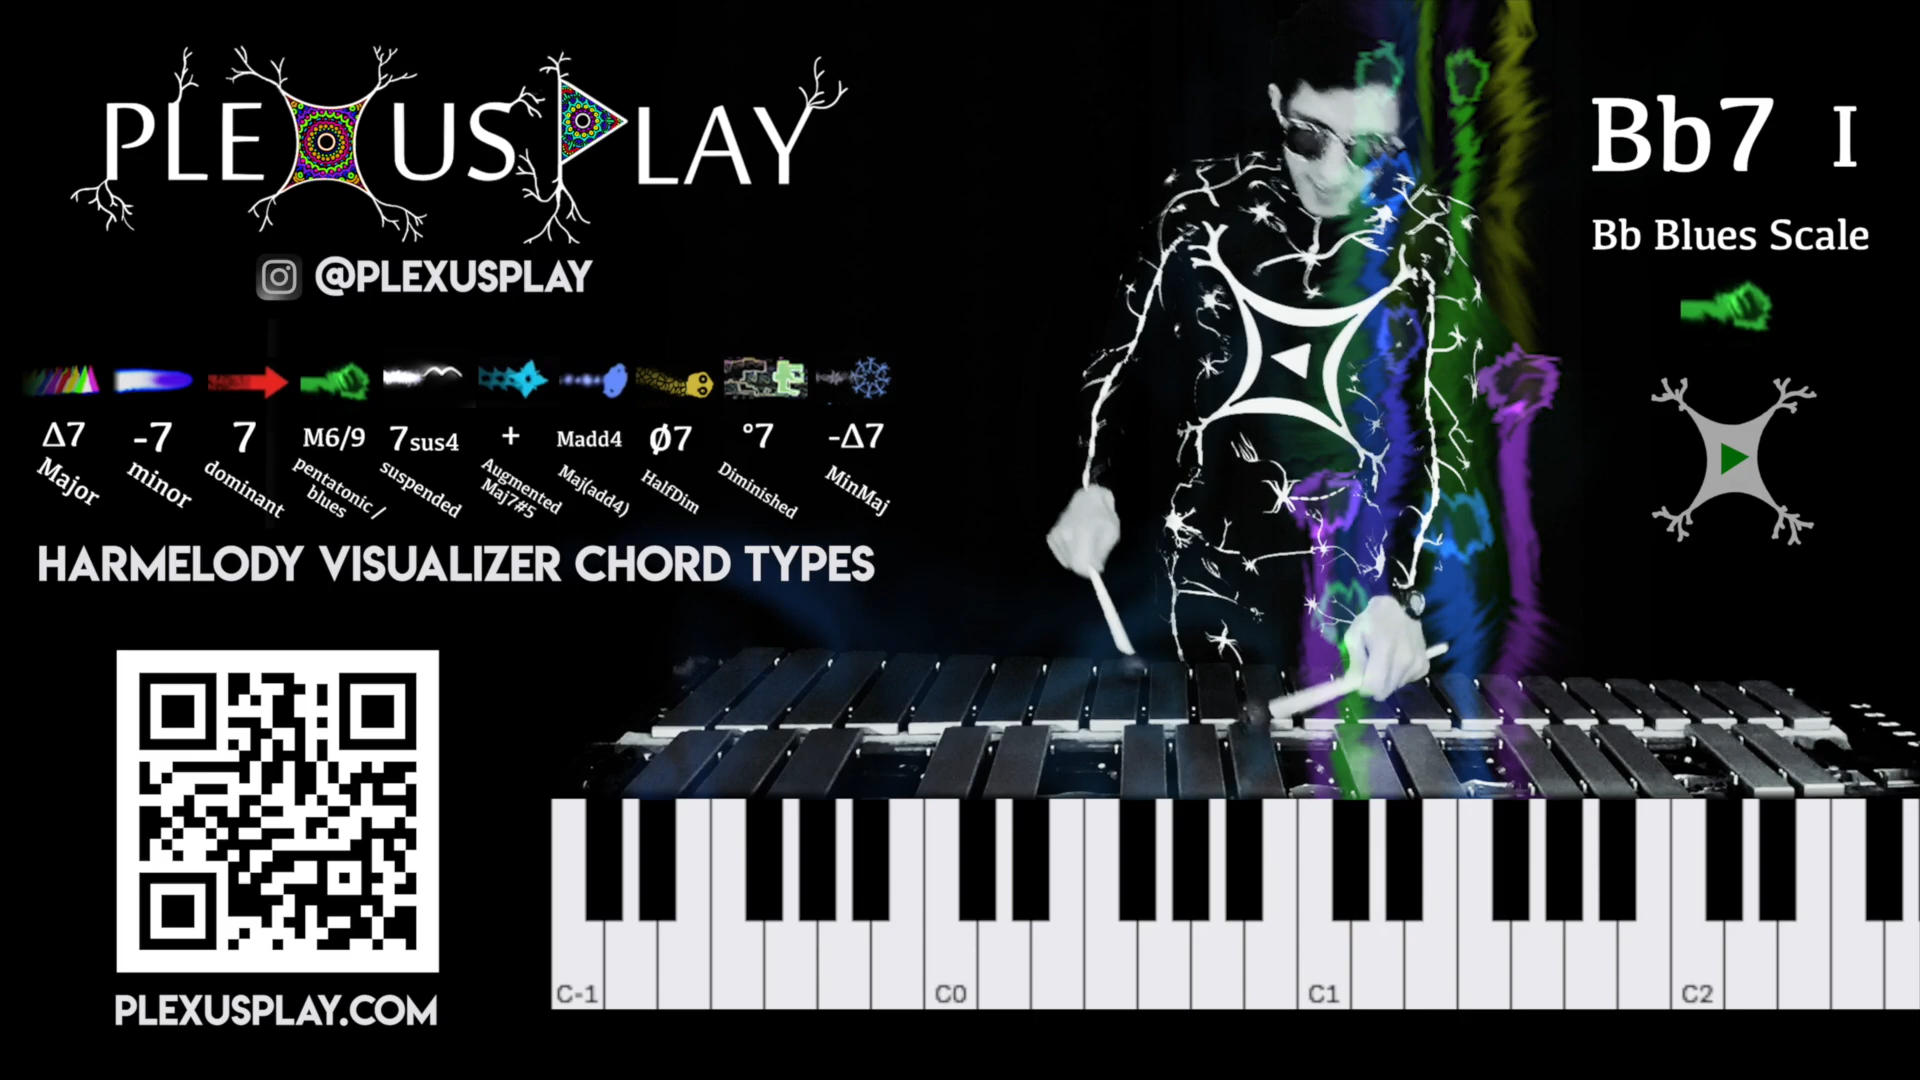 PLEXUSPLAY
@PLEXUSPLAY
Δ7 -7 7 M6/9 7sus4 + Madd4 ø7 °7 -Δ7
Major
minor
dominant
pentatonic /
blues
suspended
Augmented
Maj7#5
Maj(add4)
HalfDim
Diminished
MinMaj
HARMELODY VISUALIZER CHORD TYPES
PLEXUSPLAY.COM
Bb7 I
Bb Blues Scale
C-1 C0 C1 C2